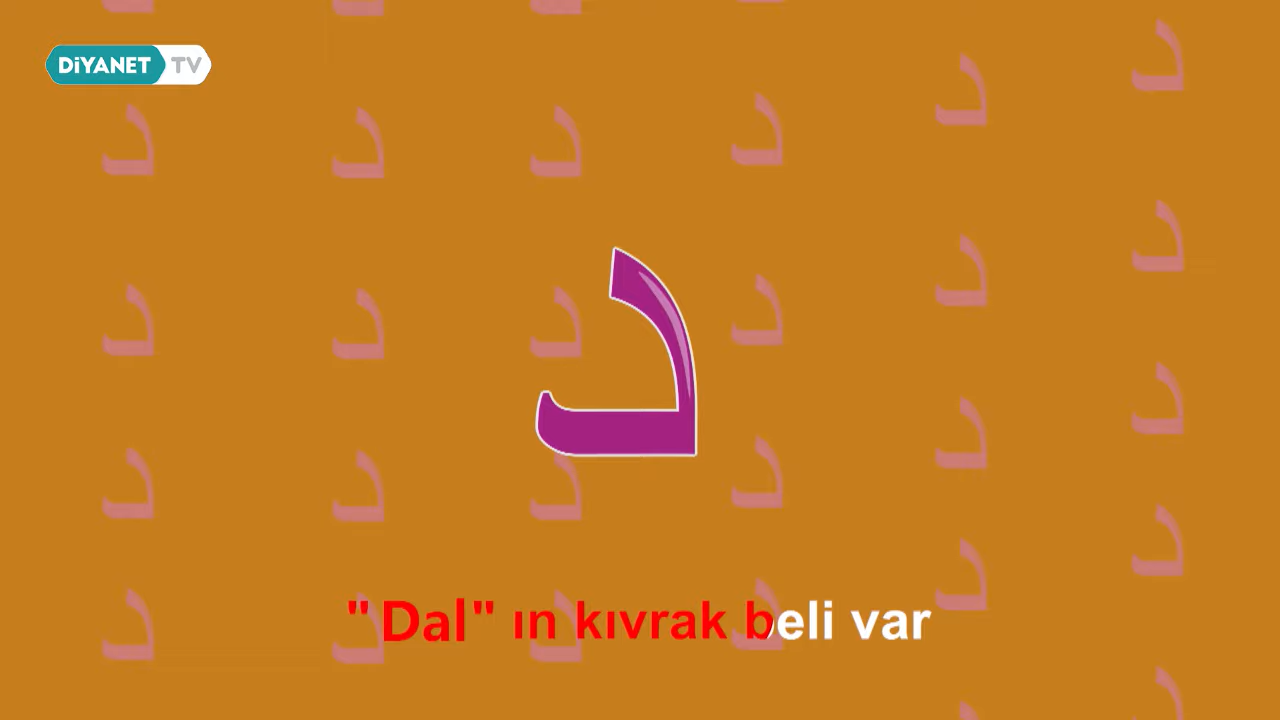 DİYANET TV
د
"Dal" ın kıvrak beli var